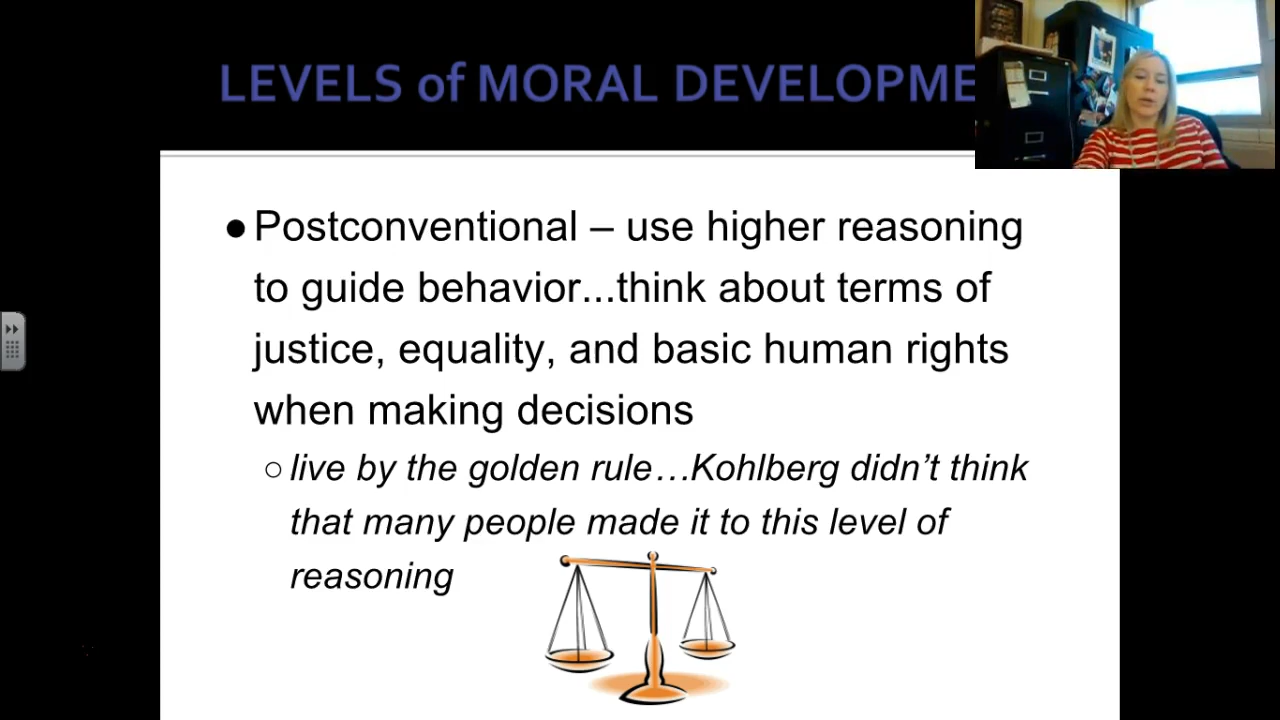 LEVELS of MORAL DEVELOPME
● Postconventional – use higher reasoning
to guide behavior...think about terms of
justice, equality, and basic human rights
when making decisions
○ live by the golden rule…Kohlberg didn’t think
that many people made it to this level of
reasoning